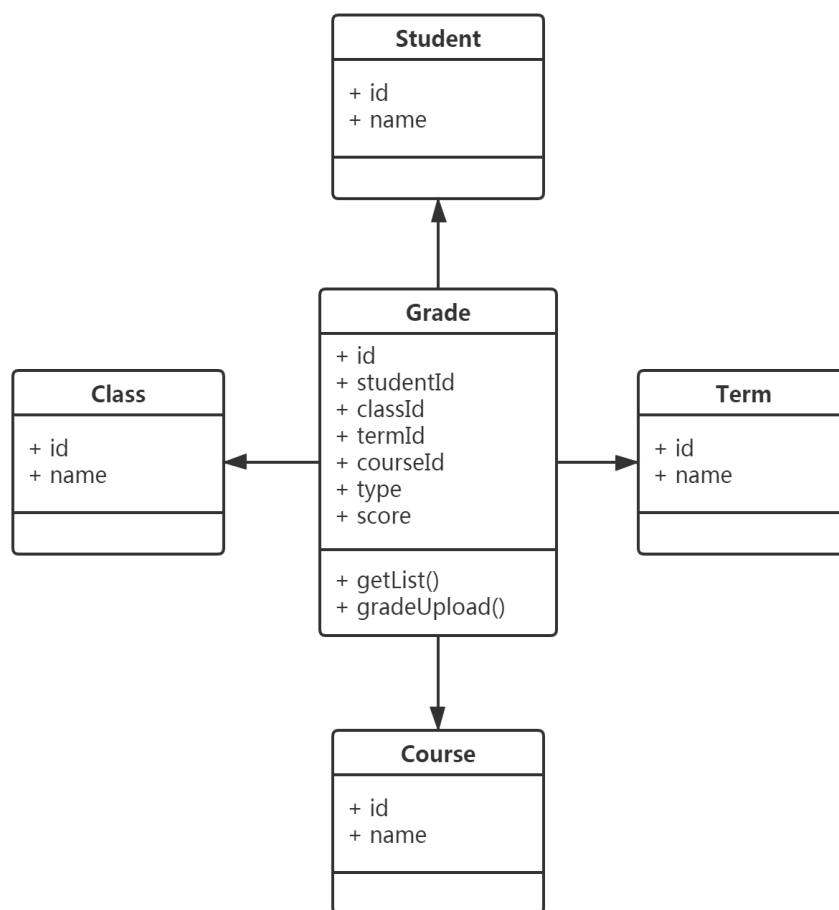 Student
+ id
+ name
Grade
+ id
+ studentId
+ classId
+ termId
+ courseId
+ type
+ score
+ getList()
+ gradeUpload()
Class
+ id
+ name
Term
+ id
+ name
Course
+ id
+ name